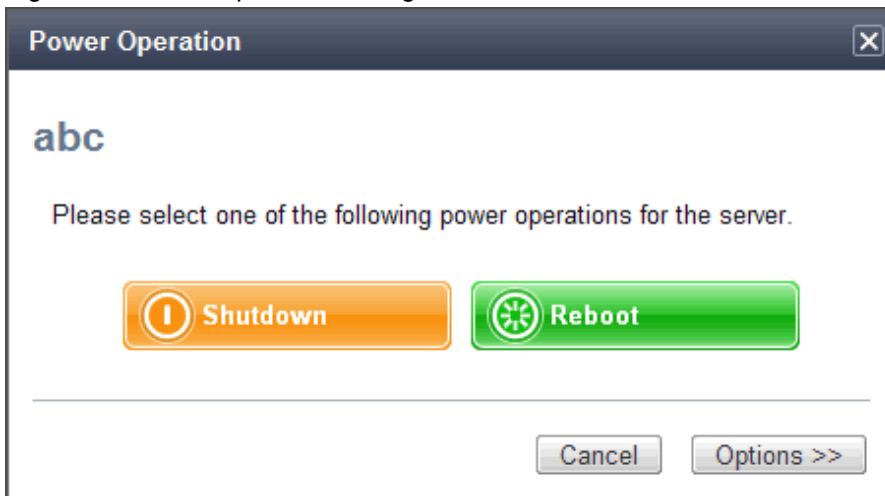 Power Operation
abc
Please select one of the following power operations for the server.
Shutdown Reboot
Cancel Options >>